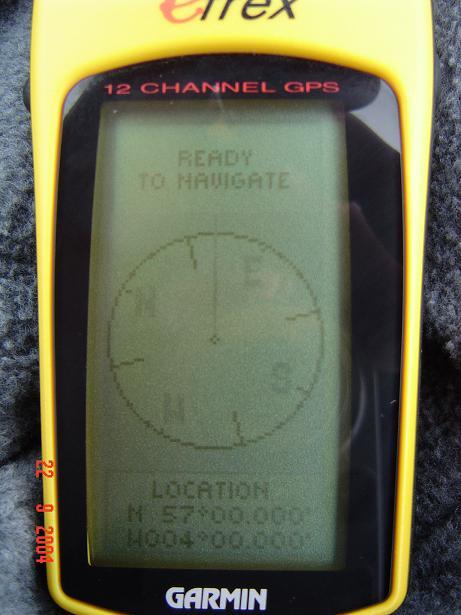 eTrex
12 CHANNEL GPS
READY
TO NAVIGATE
N
E
S
W
LOCATION
N 57°00.000'
W004°00.000'
GARMIN
22 9 2004